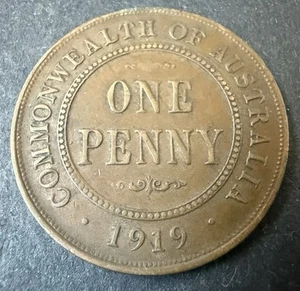 COMMONWEALTH OF AUSTRALIA
ONE
PENNY
· 1919 ·